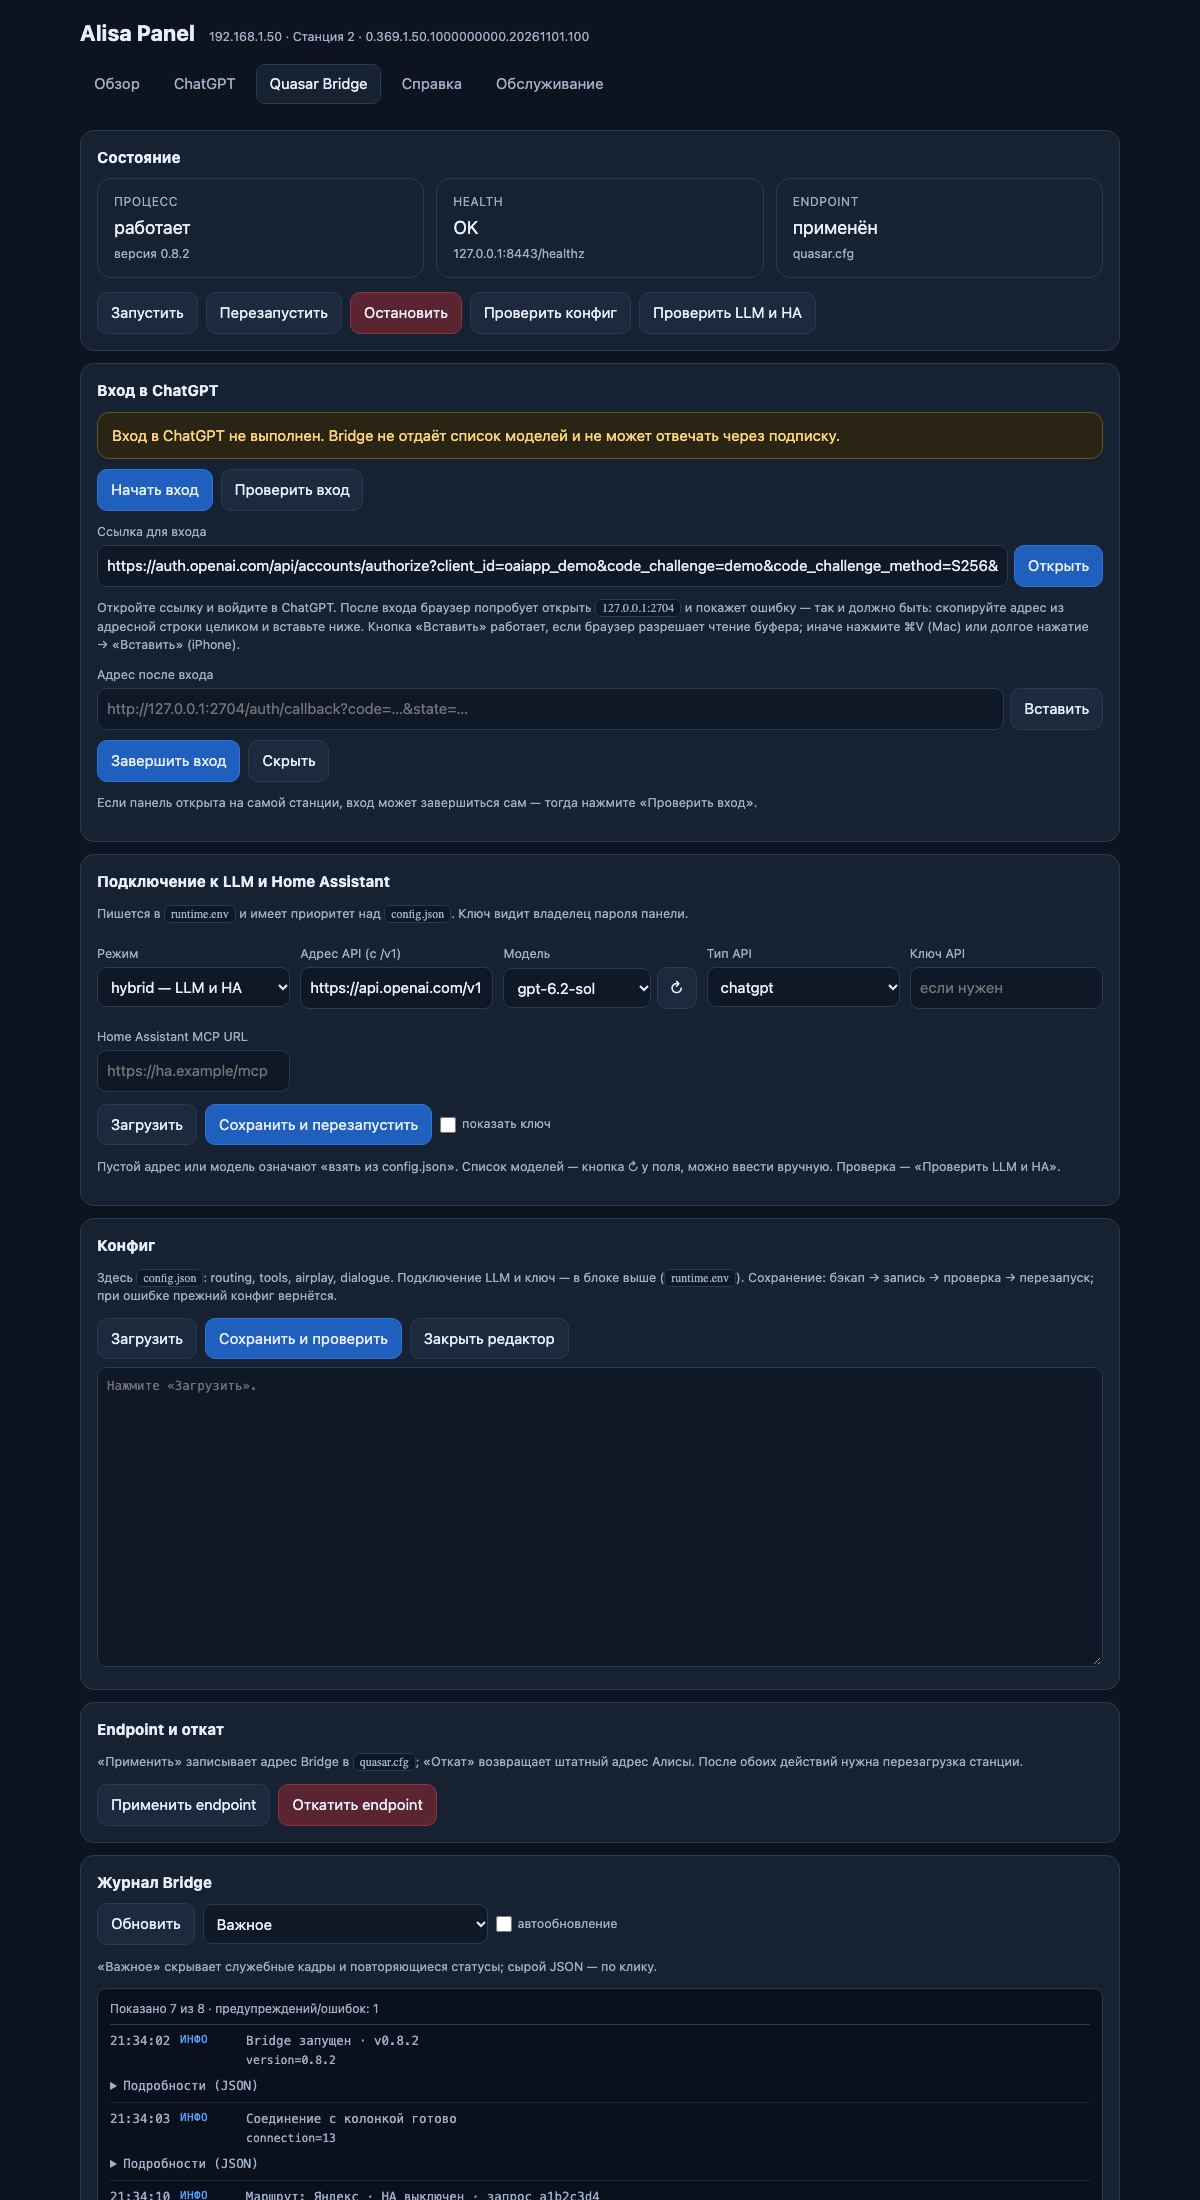 Alisa Panel 192.168.1.50 · Станция 2 · 0.369.1.50.1000000000.20261101.100
Обзор ChatGPT Quasar Bridge Справка Обслуживание
Состояние
ПРОЦЕСС
работает
версия 0.8.2
HEALTH
OK
127.0.0.1:8443/healthz
ENDPOINT
применён
quasar.cfg
Запустить Перезапустить Остановить Проверить конфиг Проверить LLM и HA
Вход в ChatGPT
Вход в ChatGPT не выполнен. Bridge не отдаёт список моделей и не может отвечать через подписку.
Начать вход Проверить вход
Ссылка для входа
https://auth.openai.com/api/accounts/authorize?client_id=oaiapp_demo&code_challenge=demo&code_challenge_method=S256& Открыть
Откройте ссылку и войдите в ChatGPT. После входа браузер попробует открыть 127.0.0.1:2704 и покажет ошибку — так и должно быть: скопируйте адрес из
адресной строки целиком и вставьте ниже. Кнопка «Вставить» работает, если браузер разрешает чтение буфера; иначе нажмите ⌘V (Mac) или долгое нажатие
→ «Вставить» (iPhone).
Адрес после входа
http://127.0.0.1:2704/auth/callback?code=...&state=... Вставить
Завершить вход Скрыть
Если панель открыта на самой станции, вход может завершиться сам — тогда нажмите «Проверить вход».
Подключение к LLM и Home Assistant
Пишется в runtime.env и имеет приоритет над config.json. Ключ видит владелец пароля панели.
Режим Адрес API (с /v1) Модель Тип API Ключ API
hybrid — LLM и HA https://api.openai.com/v1 gpt-6.2-sol ↻ chatgpt если нужен
Home Assistant MCP URL
https://ha.example/mcp
Загрузить Сохранить и перезапустить показать ключ
Пустой адрес или модель означают «взять из config.json». Список моделей — кнопка ↻ у поля, можно ввести вручную. Проверка — «Проверить LLM и HA».
Конфиг
Здесь config.json: routing, tools, airplay, dialogue. Подключение LLM и ключ — в блоке выше (runtime.env). Сохранение: бэкап → запись → проверка → перезапуск;
при ошибке прежний конфиг вернётся.
Загрузить Сохранить и проверить Закрыть редактор
Нажмите «Загрузить».
Endpoint и откат
«Применить» записывает адрес Bridge в quasar.cfg; «Откат» возвращает штатный адрес Алисы. После обоих действий нужна перезагрузка станции.
Применить endpoint Откатить endpoint
Журнал Bridge
Обновить Важное автообновление
«Важное» скрывает служебные кадры и повторяющиеся статусы; сырой JSON — по клику.
Показано 7 из 8 · предупреждений/ошибок: 1
21:34:02 ИНФО Bridge запущен · v0.8.2
version=0.8.2
▶ Подробности (JSON)
21:34:03 ИНФО Соединение с колонкой готово
connection=13
▶ Подробности (JSON)
21:34:10 ИНФО Маршрут: Яндекс · HA выключен · запрос a1b2c3d4